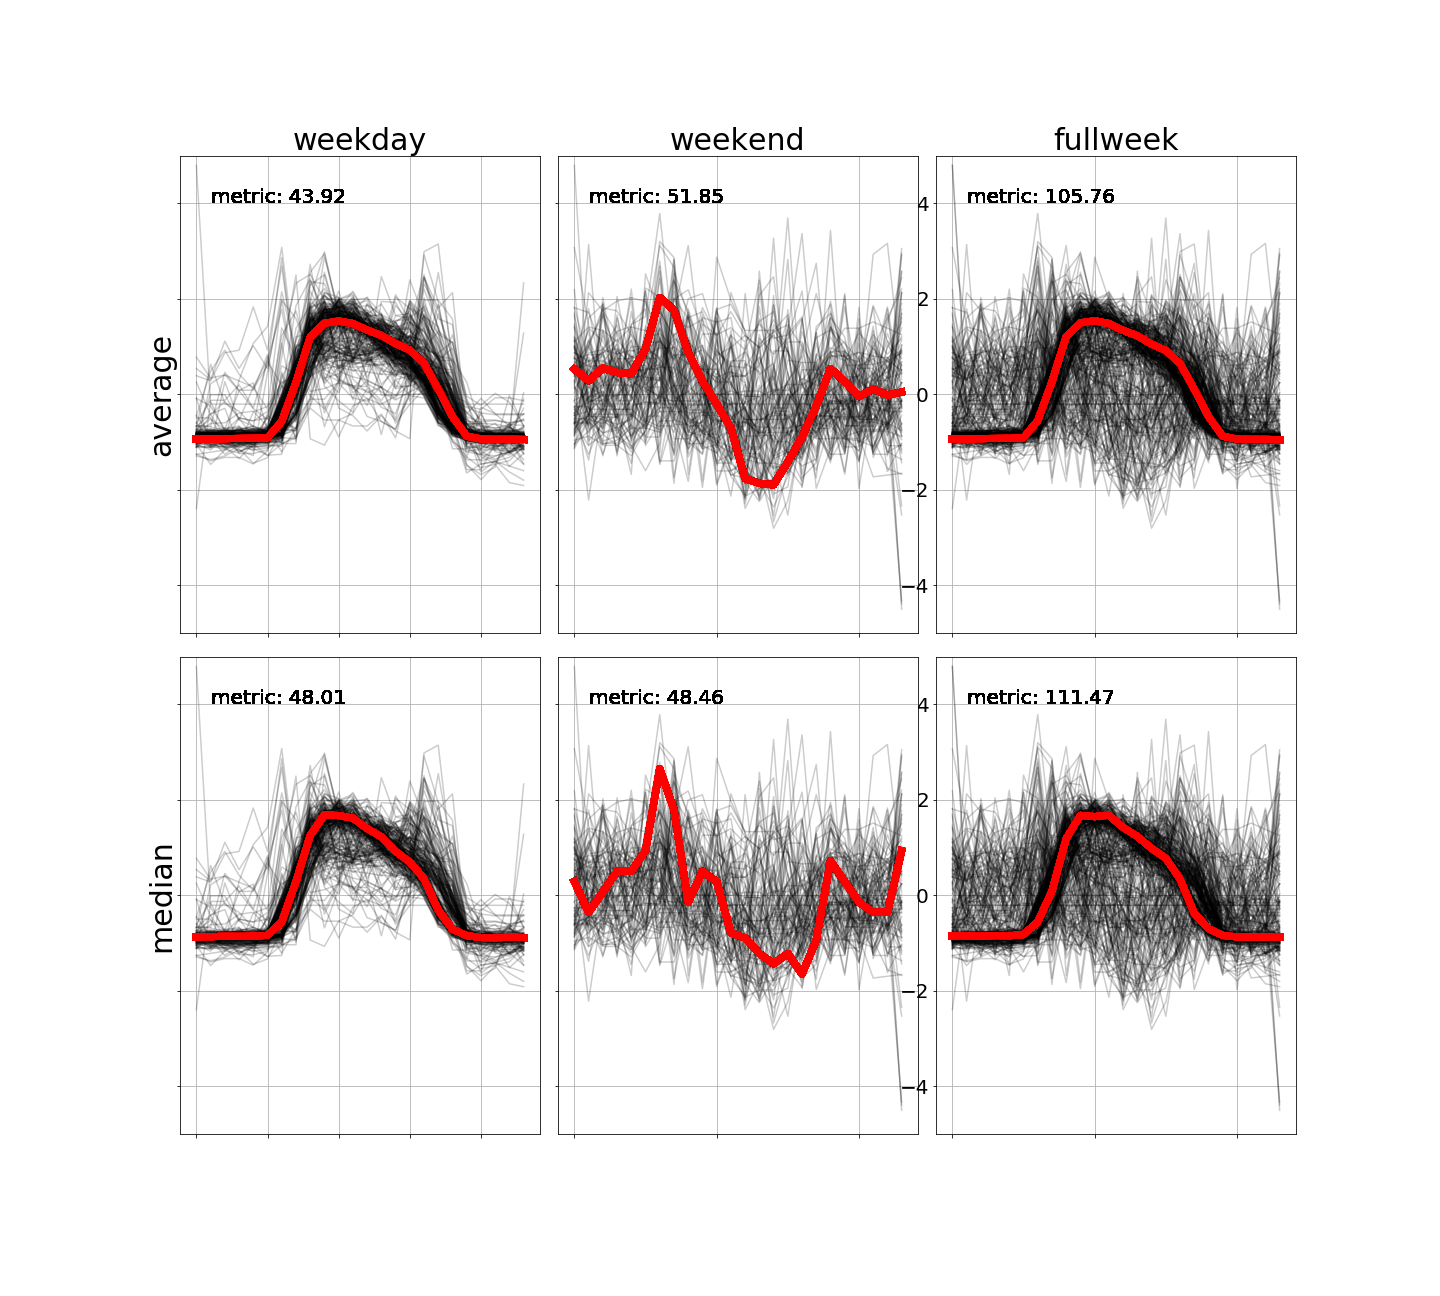 weekday
weekend
fullweek
average
metric: 43.92
metric: 51.85
metric: 105.76
4
2
0
−2
−4
median
metric: 48.01
metric: 48.46
metric: 111.47
4
2
0
−2
−4